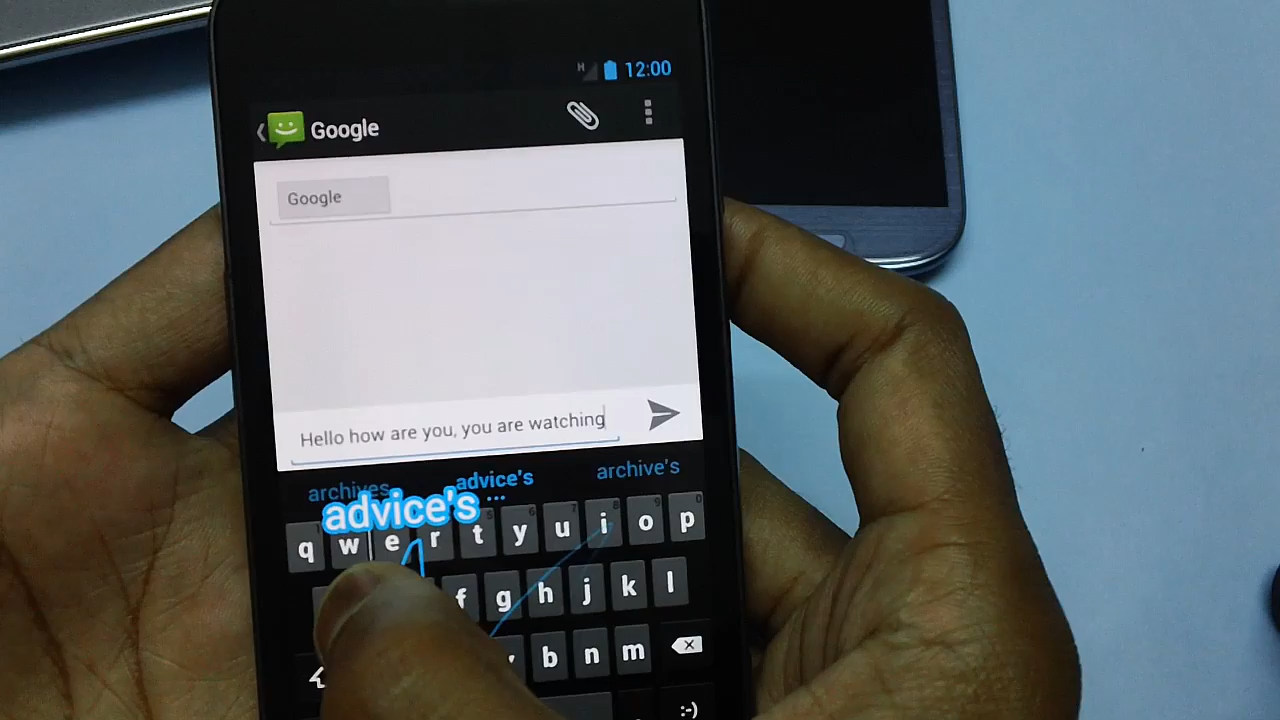 H 12:00
Google
Google
Hello how are you, you are watching
archives advice's archive's
advice's
q w e r t y u i o p
f g h j k l
b n m
:-)